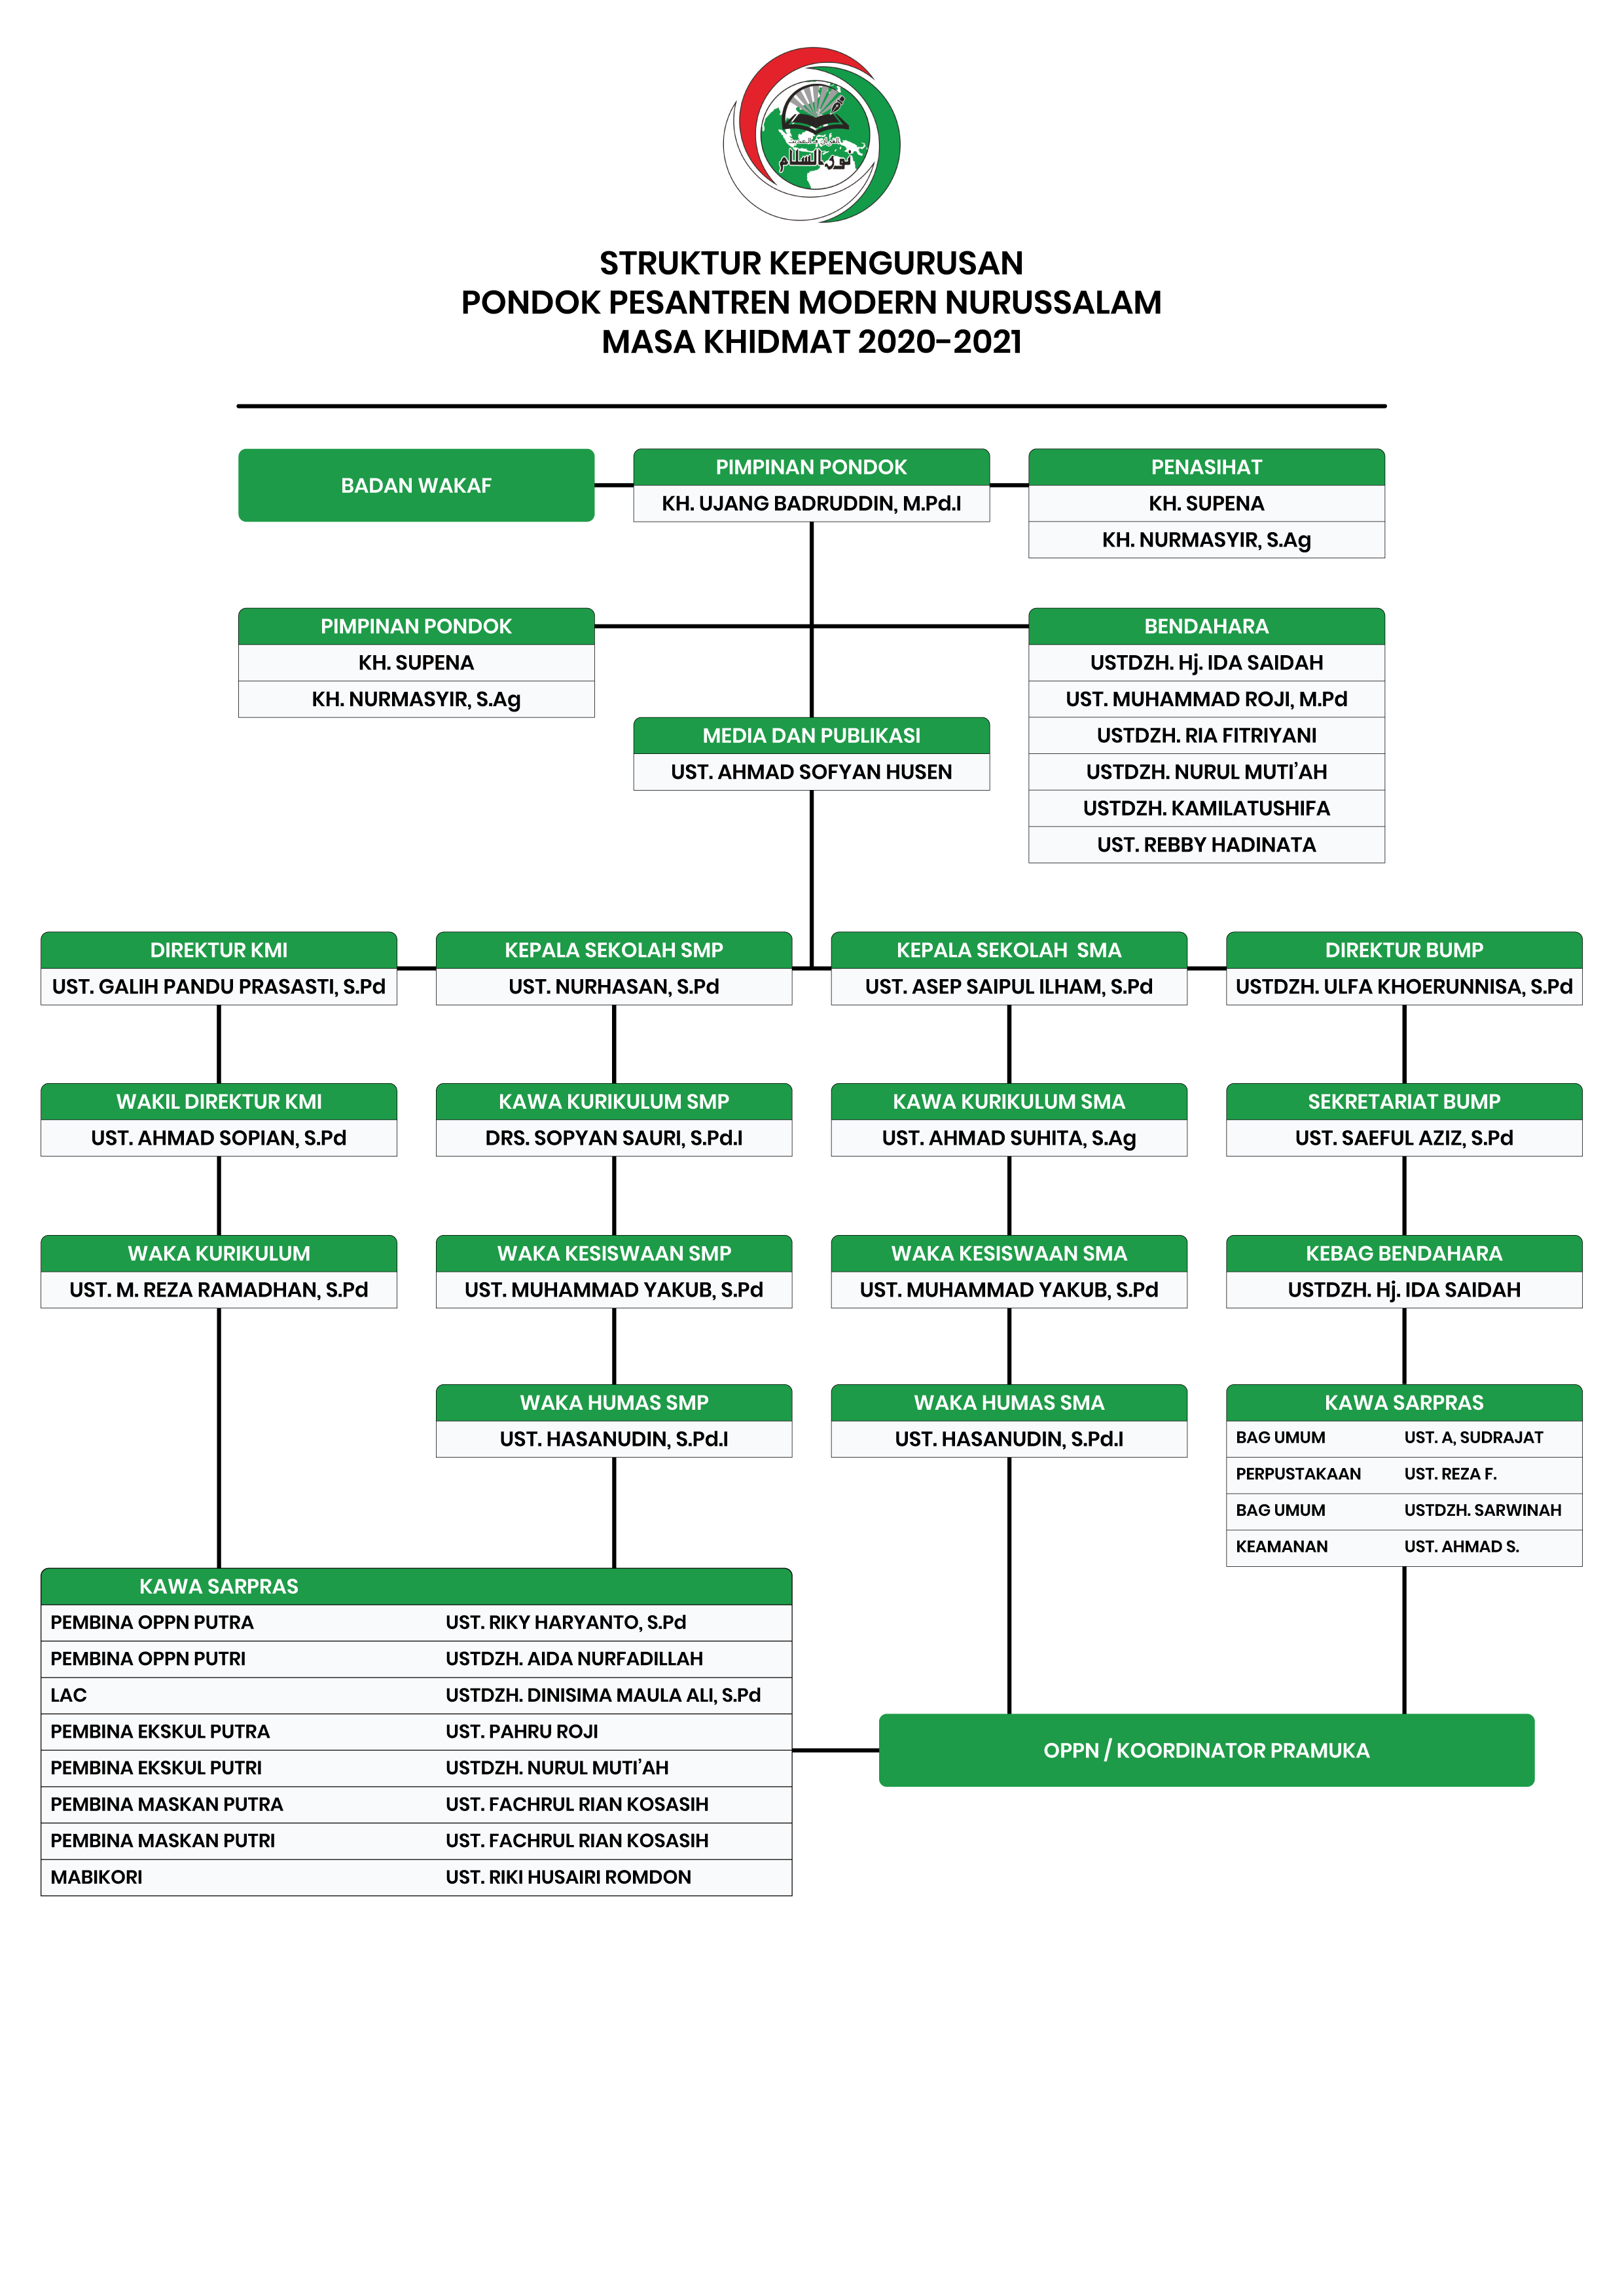 نور السلام
STRUKTUR KEPENGURUSAN
PONDOK PESANTREN MODERN NURUSSALAM
MASA KHIDMAT 2020-2021
BADAN WAKAF
PIMPINAN PONDOK
KH. UJANG BADRUDDIN, M.Pd.I
PENASIHAT
KH. SUPENA
KH. NURMASYIR, S.Ag
PIMPINAN PONDOK
KH. SUPENA
KH. NURMASYIR, S.Ag
BENDAHARA
USTDZH. Hj. IDA SAIDAH
UST. MUHAMMAD ROJI, M.Pd
USTDZH. RIA FITRIYANI
USTDZH. NURUL MUTI'AH
USTDZH. KAMILATUSHIFA
UST. REBBY HADINATA
MEDIA DAN PUBLIKASI
UST. AHMAD SOFYAN HUSEN
DIREKTUR KMI
UST. GALIH PANDU PRASASTI, S.Pd
KEPALA SEKOLAH SMP
UST. NURHASAN, S.Pd
KEPALA SEKOLAH SMA
UST. ASEP SAIPUL ILHAM, S.Pd
DIREKTUR BUMP
USTDZH. ULFA KHOERUNNISA, S.Pd
WAKIL DIREKTUR KMI
UST. AHMAD SOPIAN, S.Pd
KAWA KURIKULUM SMP
DRS. SOPYAN SAURI, S.Pd.I
KAWA KURIKULUM SMA
UST. AHMAD SUHITA, S.Ag
SEKRETARIAT BUMP
UST. SAEFUL AZIZ, S.Pd
WAKA KURIKULUM
UST. M. REZA RAMADHAN, S.Pd
WAKA KESISWAAN SMP
UST. MUHAMMAD YAKUB, S.Pd
WAKA KESISWAAN SMA
UST. MUHAMMAD YAKUB, S.Pd
KEBAG BENDAHARA
USTDZH. Hj. IDA SAIDAH
WAKA HUMAS SMP
UST. HASANUDIN, S.Pd.I
WAKA HUMAS SMA
UST. HASANUDIN, S.Pd.I
KAWA SARPRAS
BAG UMUM UST. A, SUDRAJAT
PERPUSTAKAAN UST. REZA F.
BAG UMUM USTDZH. SARWINAH
KEAMANAN UST. AHMAD S.
KAWA SARPRAS
PEMBINA OPPN PUTRA UST. RIKY HARYANTO, S.Pd
PEMBINA OPPN PUTRI USTDZH. AIDA NURFADILLAH
LAC USTDZH. DINISIMA MAULA ALI, S.Pd
PEMBINA EKSKUL PUTRA UST. PAHRU ROJI
PEMBINA EKSKUL PUTRI USTDZH. NURUL MUTI'AH
PEMBINA MASKAN PUTRA UST. FACHRUL RIAN KOSASIH
PEMBINA MASKAN PUTRI UST. FACHRUL RIAN KOSASIH
MABIKORI UST. RIKI HUSAIRI ROMDON
OPPN / KOORDINATOR PRAMUKA